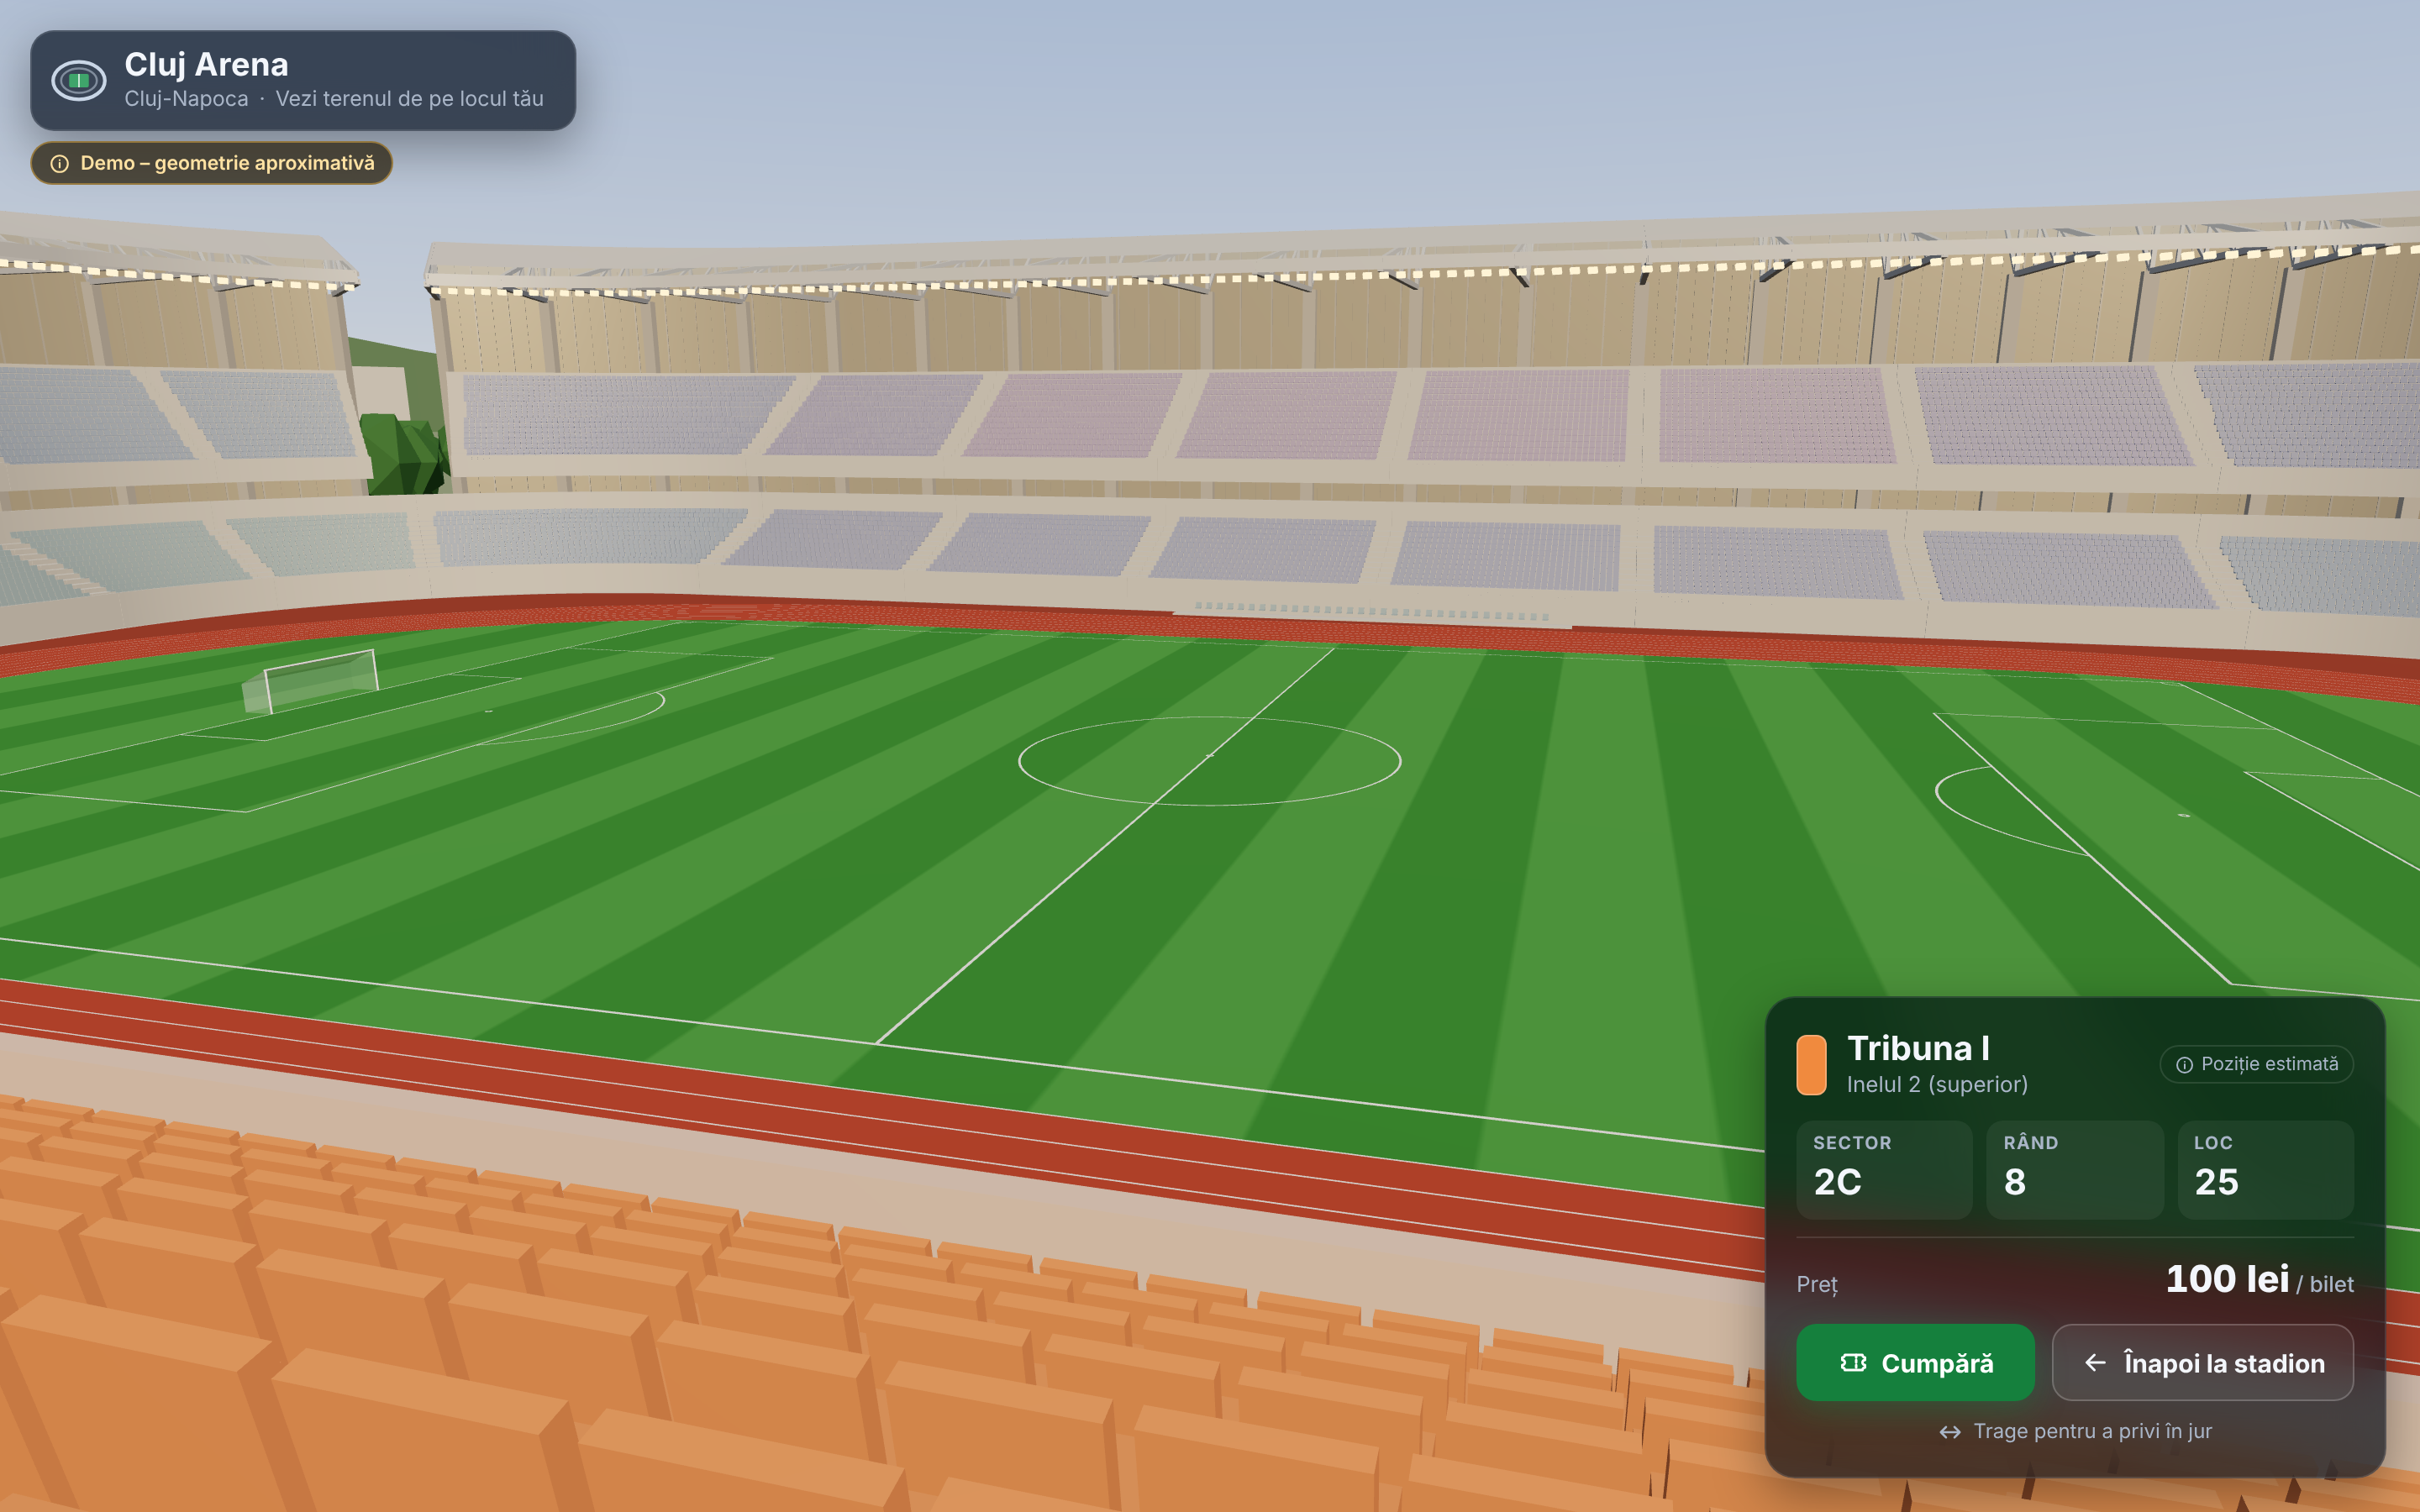 Cluj Arena
Cluj-Napoca · Vezi terenul de pe locul tău
Demo – geometrie aproximativă
Tribuna I
Inelul 2 (superior)
Poziție estimată
SECTOR
2C
RÂND
8
LOC
25
Preț
100 lei / bilet
Cumpără
Înapoi la stadion
Trage pentru a privi în jur